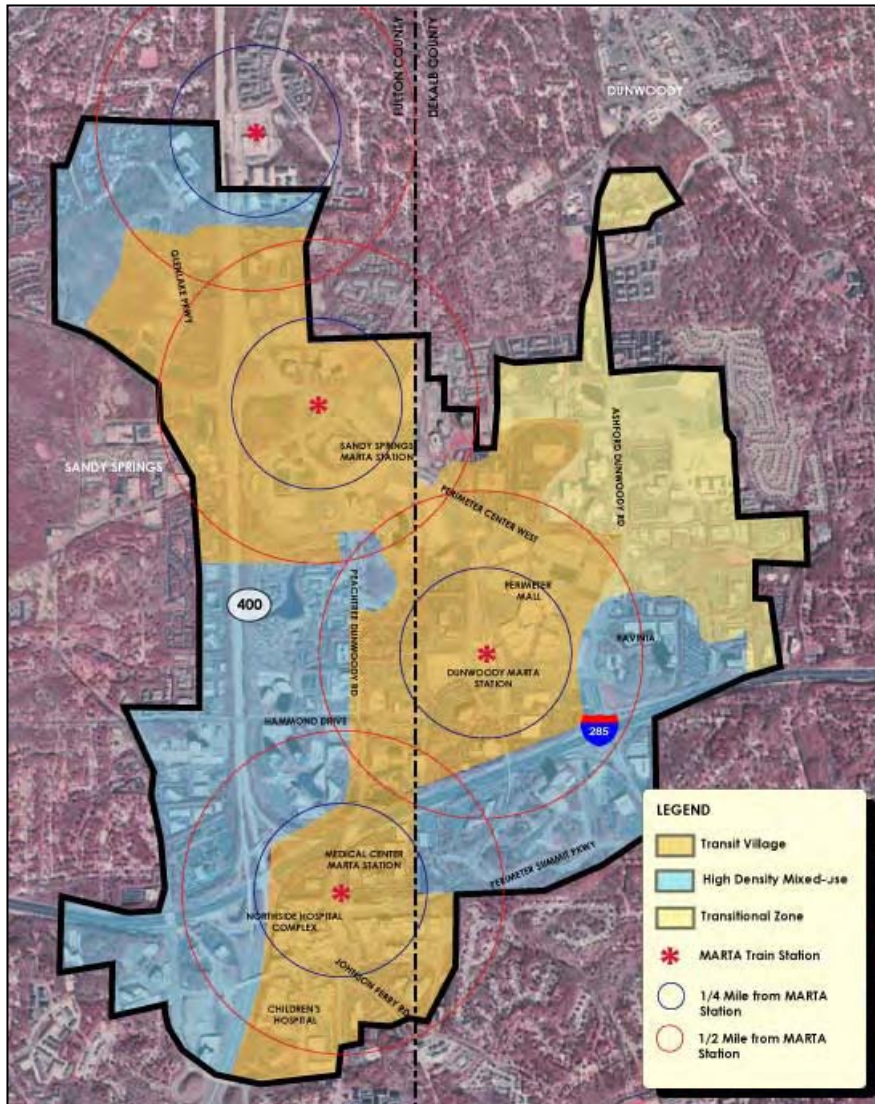 FULTON COUNTY
DEKALB COUNTY
DUNWOODY
GLENLAKE PKWY
SANDY SPRINGS
MARTA STATION
SANDY SPRINGS
ASHFORD DUNWOODY RD
PERIMETER CENTER WEST
PERIMETER
MALL
400
PEACHTREE DUNWOODY RD
RAVINIA
DUNWOODY MARTA
STATION
HAMMOND DRIVE
285
MEDICAL CENTER
MARTA STATION
PERIMETER SUMMIT PKWY
NORTHSIDE HOSPITAL
COMPLEX
JOHNSON FERRY RD
CHILDREN'S
HOSPITAL
LEGEND
Transit Village
High Density Mixed-use
Transitional Zone
MARTA Train Station
1/4 Mile from MARTA
Station
1/2 Mile from MARTA
Station